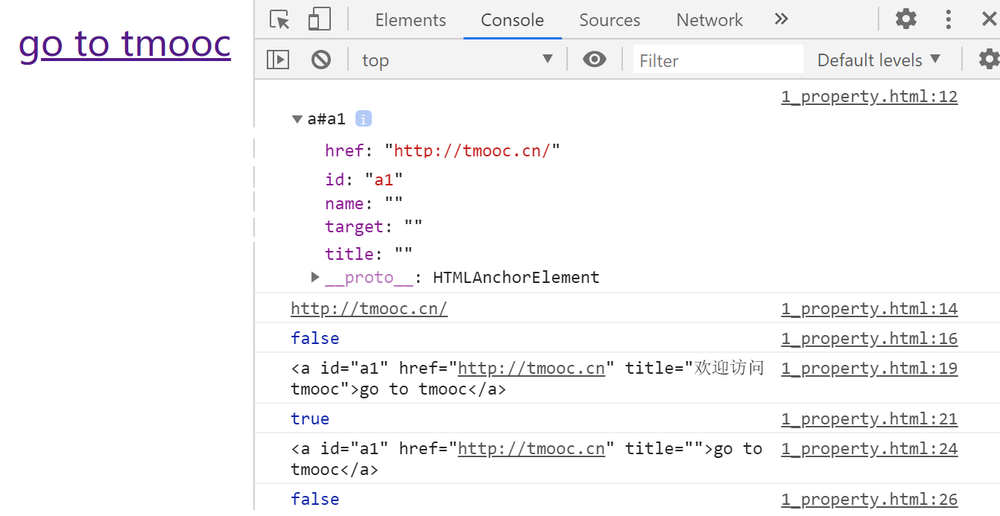 go to tmooc
Elements Console Sources Network
top Filter Default levels
1_property.html:12
a#a1 i
href: "http://tmooc.cn/"
id: "a1"
name: ""
target: ""
title: ""
__proto__: HTMLAnchorElement
http://tmooc.cn/ 1_property.html:14
false 1_property.html:16
<a id="a1" href="http://tmooc.cn" title="欢迎访问 1_property.html:19
tmooc">go to tmooc</a>
true 1_property.html:21
<a id="a1" href="http://tmooc.cn" title="">go to 1_property.html:24
tmooc</a>
false 1_property.html:26